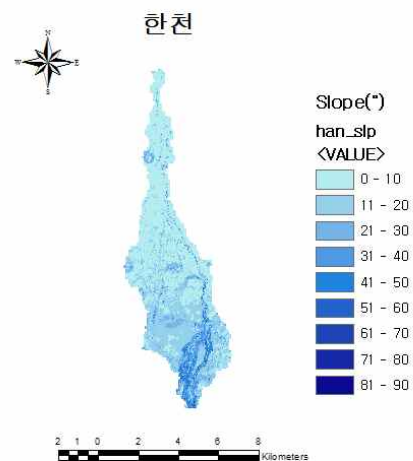 한천
N
W E
S
Slope(°)
han_slp
<VALUE>
0 - 10
11 - 20
21 - 30
31 - 40
41 - 50
51 - 60
61 - 70
71 - 80
81 - 90
2 1 0 2 4 6 8
Kilometers